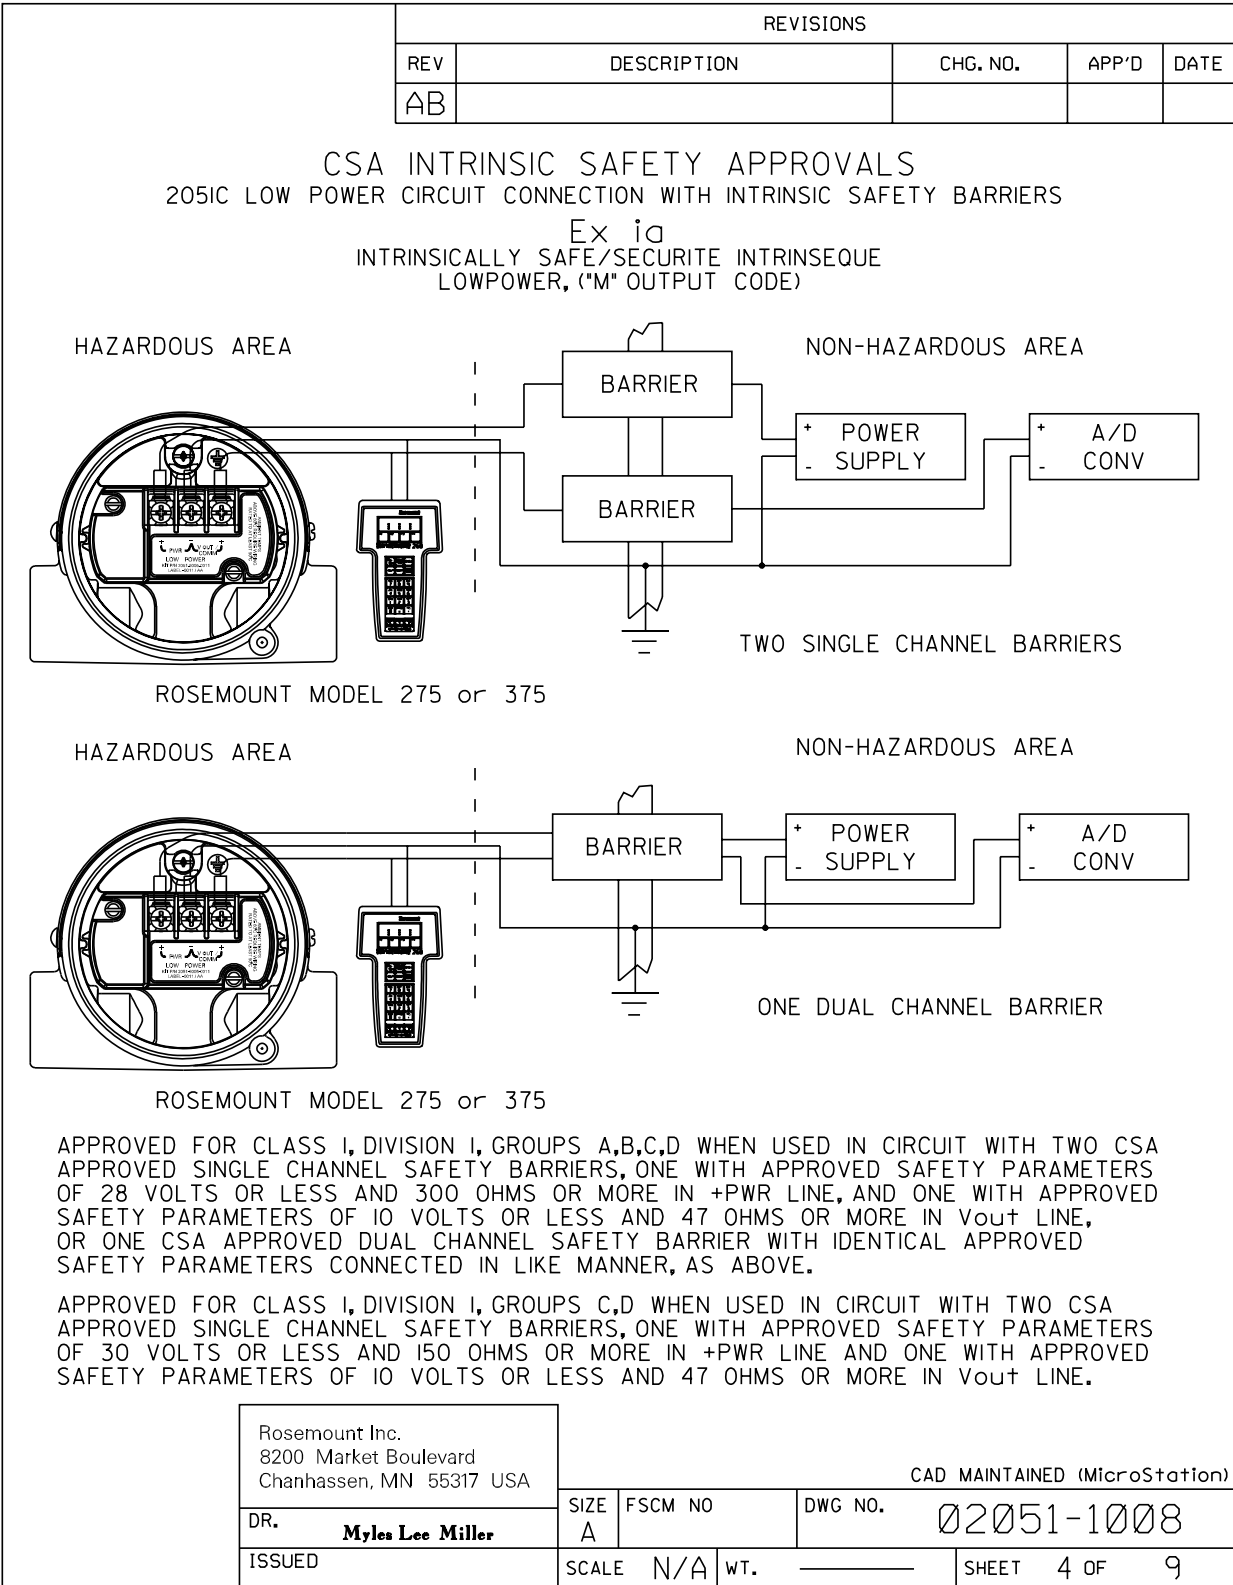 REVISIONS
REV DESCRIPTION CHG. NO. APP'D DATE
AB
CSA INTRINSIC SAFETY APPROVALS
2051C LOW POWER CIRCUIT CONNECTION WITH INTRINSIC SAFETY BARRIERS
Ex ia
INTRINSICALLY SAFE/SECURITE INTRINSEQUE
LOWPOWER, ("M" OUTPUT CODE)
HAZARDOUS AREA
NON-HAZARDOUS AREA
BARRIER
+ POWER
- SUPPLY
+ A/D
- CONV
BARRIER
+ PWR - V OUT +
COMM
LOW POWER
TWO SINGLE CHANNEL BARRIERS
ROSEMOUNT MODEL 275 or 375
HAZARDOUS AREA
NON-HAZARDOUS AREA
BARRIER
+ POWER
- SUPPLY
+ A/D
- CONV
+ PWR - V OUT +
COMM
LOW POWER
ONE DUAL CHANNEL BARRIER
ROSEMOUNT MODEL 275 or 375
APPROVED FOR CLASS I, DIVISION I, GROUPS A,B,C,D WHEN USED IN CIRCUIT WITH TWO CSA
APPROVED SINGLE CHANNEL SAFETY BARRIERS, ONE WITH APPROVED SAFETY PARAMETERS
OF 28 VOLTS OR LESS AND 300 OHMS OR MORE IN +PWR LINE, AND ONE WITH APPROVED
SAFETY PARAMETERS OF 10 VOLTS OR LESS AND 47 OHMS OR MORE IN Vout LINE,
OR ONE CSA APPROVED DUAL CHANNEL SAFETY BARRIER WITH IDENTICAL APPROVED
SAFETY PARAMETERS CONNECTED IN LIKE MANNER, AS ABOVE.
APPROVED FOR CLASS I, DIVISION I, GROUPS C,D WHEN USED IN CIRCUIT WITH TWO CSA
APPROVED SINGLE CHANNEL SAFETY BARRIERS, ONE WITH APPROVED SAFETY PARAMETERS
OF 30 VOLTS OR LESS AND 150 OHMS OR MORE IN +PWR LINE AND ONE WITH APPROVED
SAFETY PARAMETERS OF 10 VOLTS OR LESS AND 47 OHMS OR MORE IN Vout LINE.
Rosemount Inc.
8200 Market Boulevard
Chanhassen, MN 55317 USA
CAD MAINTAINED (MicroStation)
DR. Myles Lee Miller
SIZE A FSCM NO DWG NO. 02051-1008
ISSUED
SCALE N/A WT. SHEET 4 OF 9